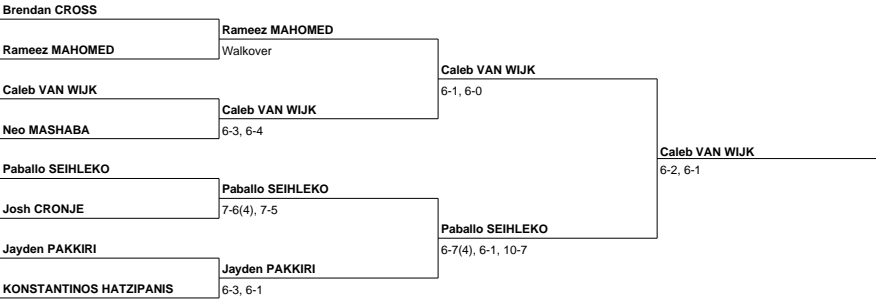 Brendan CROSS
Rameez MAHOMED
Rameez MAHOMED
Walkover
Caleb VAN WIJK
6-1, 6-0
Caleb VAN WIJK
Caleb VAN WIJK
6-3, 6-4
Neo MASHABA
Caleb VAN WIJK
6-2, 6-1
Paballo SEIHLEKO
Paballo SEIHLEKO
7-6(4), 7-5
Josh CRONJE
Paballo SEIHLEKO
6-7(4), 6-1, 10-7
Jayden PAKKIRI
Jayden PAKKIRI
6-3, 6-1
KONSTANTINOS HATZIPANIS